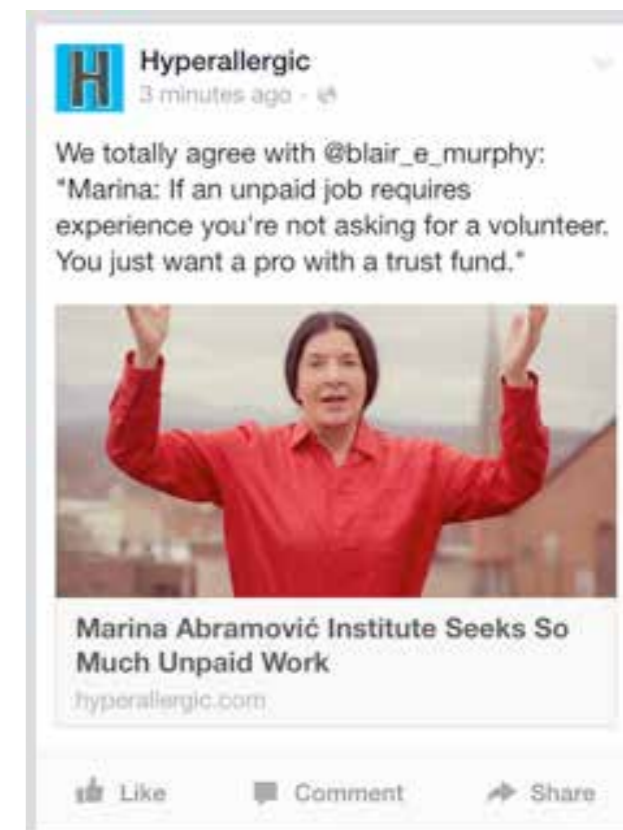 H
Hyperallergic
3 minutes ago
We totally agree with @blair_e_murphy:
"Marina: If an unpaid job requires
experience you're not asking for a volunteer.
You just want a pro with a trust fund."
Marina Abramović Institute Seeks So
Much Unpaid Work
hyperallergic.com
Like Comment Share